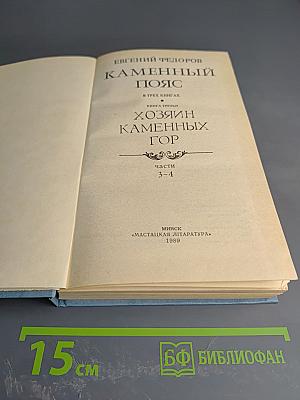 ЕВГЕНИЙ ФЕДОРОВ
КАМЕННЫЙ
ПОЯС
В ТРЕХ КНИГАХ
КНИГА ТРЕТЬЯ
ХОЗЯИН
КАМЕННЫХ
ГОР
ЧАСТИ
3—4
МИНСК
«МАСТАЦКАЯ ЛІТАРАТУРА»
1989
15 см
БФ БИБЛИОФАН